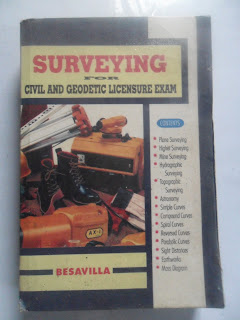 SURVEYING
FOR
CIVIL AND GEODETIC LICENSURE EXAM
CONTENTS
Plane Surveying
Higher Surveying
Mine Surveying
Hydrographic
Surveying
Topographic
Surveying
Astronomy
Simple Curves
Compound Curves
Spiral Curves
Reversed Curves
Parabolic Curves
Sight Distance
Earthworks
Mass Diagram
BESAVILLA